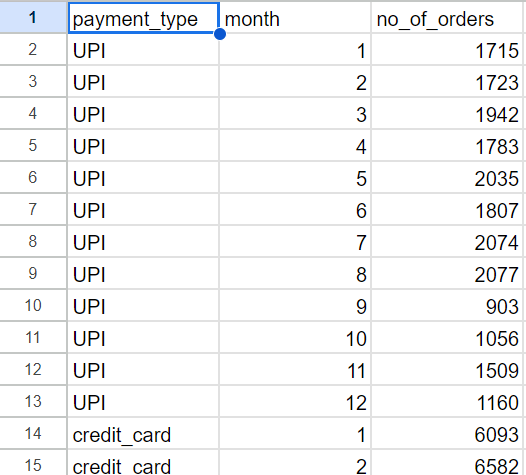 1 payment_type month no_of_orders
2 UPI 1 1715
3 UPI 2 1723
4 UPI 3 1942
5 UPI 4 1783
6 UPI 5 2035
7 UPI 6 1807
8 UPI 7 2074
9 UPI 8 2077
10 UPI 9 903
11 UPI 10 1056
12 UPI 11 1509
13 UPI 12 1160
14 credit_card 1 6093
15 credit_card 2 6582